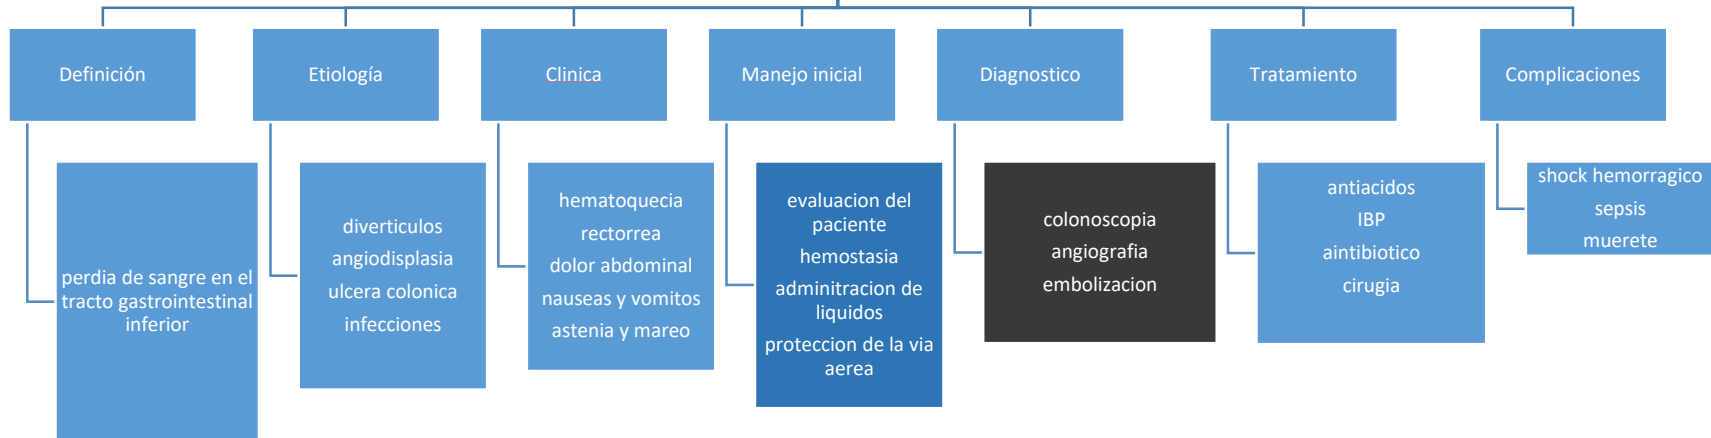 Definición
Etiología
Clinica
Manejo inicial
Diagnostico
Tratamiento
Complicaciones
perdia de sangre en el
tracto gastrointestinal
inferior
diverticulos
angiodisplasia
ulcera colonica
infecciones
hematoquecia
rectorrea
dolor abdominal
nauseas y vomitos
astenia y mareo
evaluacion del
paciente
hemostasia
adminitracion de
liquidos
proteccion de la via
aerea
colonoscopia
angiografia
embolizacion
antiacidos
IBP
aintibiotico
cirugia
shock hemorragico
sepsis
muerete